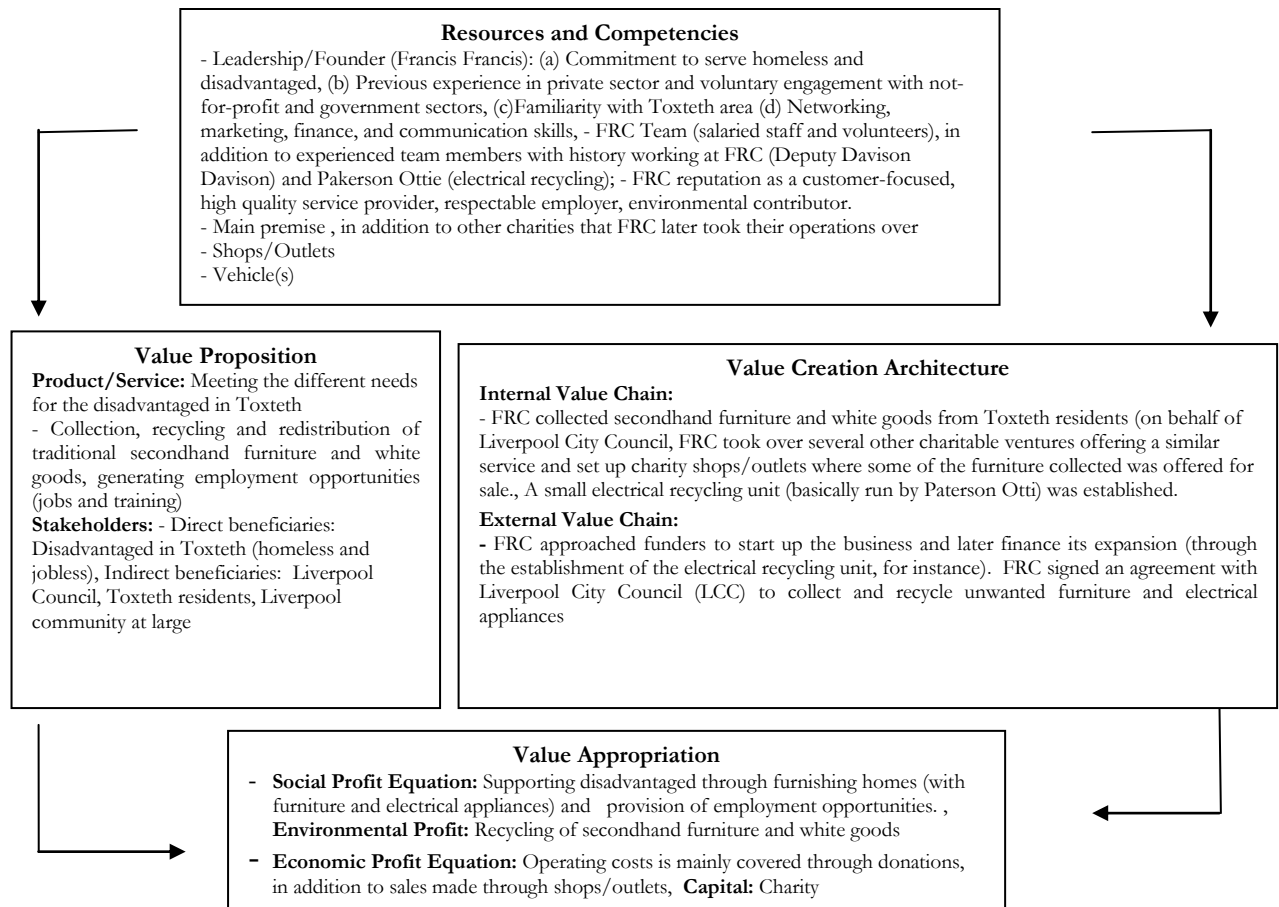 Resources and Competencies
- Leadership/Founder (Francis Francis): (a) Commitment to serve homeless and
disadvantaged, (b) Previous experience in private sector and voluntary engagement with not-
for-profit and government sectors, (c)Familiarity with Toxteth area (d) Networking,
marketing, finance, and communication skills, - FRC Team (salaried staff and volunteers), in
addition to experienced team members with history working at FRC (Deputy Davison
Davison) and Pakerson Ottie (electrical recycling); - FRC reputation as a customer-focused,
high quality service provider, respectable employer, environmental contributor.
- Main premise , in addition to other charities that FRC later took their operations over
- Shops/Outlets
- Vehicle(s)
Value Proposition
Product/Service: Meeting the different needs
for the disadvantaged in Toxteth
- Collection, recycling and redistribution of
traditional secondhand furniture and white
goods, generating employment opportunities
(jobs and training)
Stakeholders: - Direct beneficiaries:
Disadvantaged in Toxteth (homeless and
jobless), Indirect beneficiaries: Liverpool
Council, Toxteth residents, Liverpool
community at large
Value Creation Architecture
Internal Value Chain:
- FRC collected secondhand furniture and white goods from Toxteth residents (on behalf of
Liverpool City Council, FRC took over several other charitable ventures offering a similar
service and set up charity shops/outlets where some of the furniture collected was offered for
sale., A small electrical recycling unit (basically run by Paterson Otti) was established.
External Value Chain:
- FRC approached funders to start up the business and later finance its expansion (through
the establishment of the electrical recycling unit, for instance). FRC signed an agreement with
Liverpool City Council (LCC) to collect and recycle unwanted furniture and electrical
appliances
Value Appropriation
- Social Profit Equation: Supporting disadvantaged through furnishing homes (with
furniture and electrical appliances) and provision of employment opportunities. ,
Environmental Profit: Recycling of secondhand furniture and white goods
- Economic Profit Equation: Operating costs is mainly covered through donations,
in addition to sales made through shops/outlets, Capital: Charity